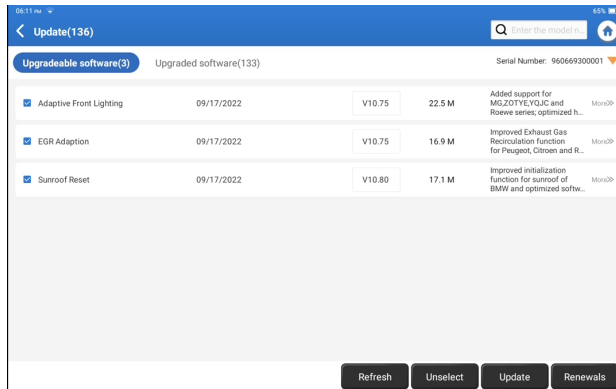 06:11 PM 65%
Update(136) Enter the model n...
Upgradeable software(3) Upgraded software(133) Serial Number: 960669300001
Adaptive Front Lighting 09/17/2022 V10.75 22.5 M Added support for
MG,ZOTYE,YQJC and
Roewe series; optimized h... More>>
EGR Adaption 09/17/2022 V10.75 16.9 M Improved Exhaust Gas
Recirculation function
for Peugeot, Citroen and R... More>>
Sunroof Reset 09/17/2022 V10.80 17.1 M Improved initialization
function for sunroof of
BMW and optimized softw... More>>
Refresh Unselect Update Renewals